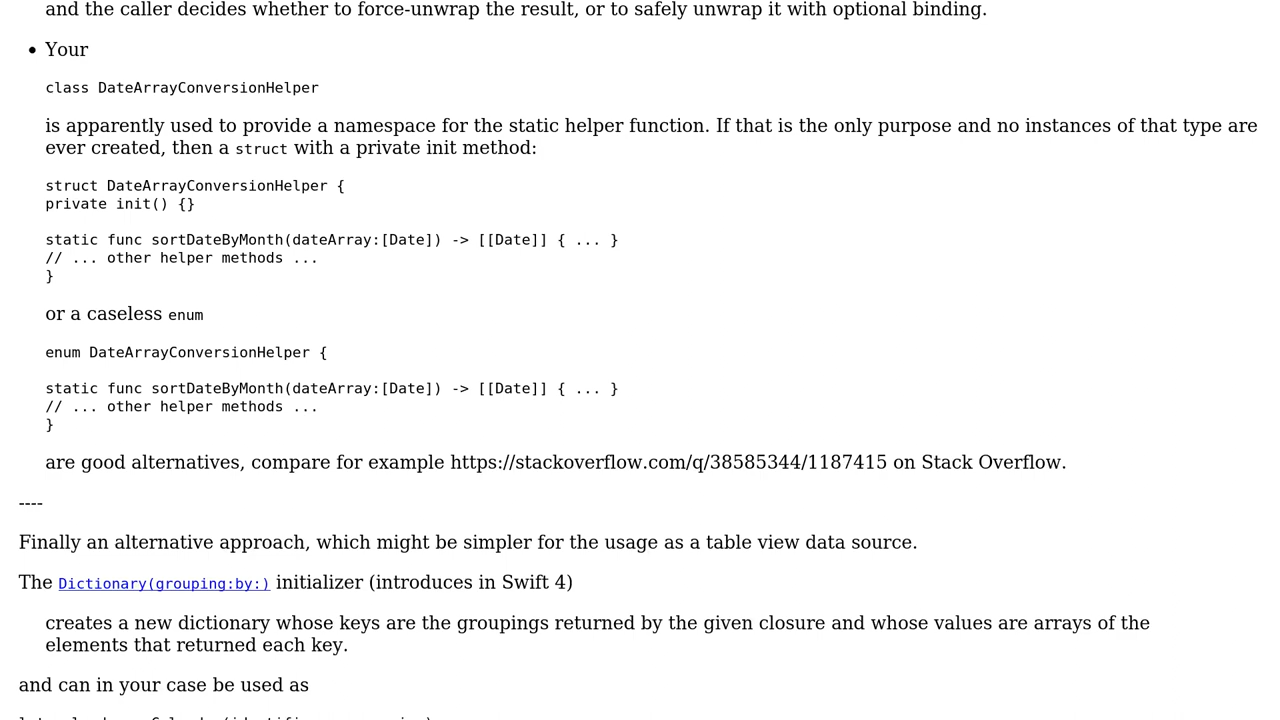 and the caller decides whether to force-unwrap the result, or to safely unwrap it with optional binding.
• Your
class DateArrayConversionHelper
is apparently used to provide a namespace for the static helper function. If that is the only purpose and no instances of that type are
ever created, then a struct with a private init method:
struct DateArrayConversionHelper {
private init() {}
static func sortDateByMonth(dateArray:[Date]) -> [[Date]] { ... }
// ... other helper methods ...
}
or a caseless enum
enum DateArrayConversionHelper {
static func sortDateByMonth(dateArray:[Date]) -> [[Date]] { ... }
// ... other helper methods ...
}
are good alternatives, compare for example https://stackoverflow.com/q/38585344/1187415 on Stack Overflow.
----
Finally an alternative approach, which might be simpler for the usage as a table view data source.
The Dictionary(grouping:by:) initializer (introduces in Swift 4)
creates a new dictionary whose keys are the groupings returned by the given closure and whose values are arrays of the
elements that returned each key.
and can in your case be used as